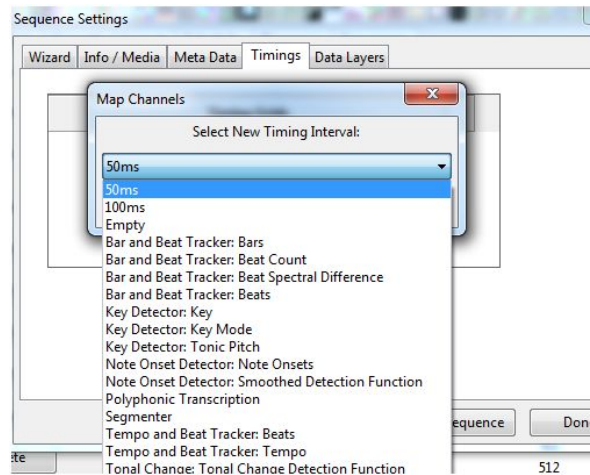 Sequence Settings
Wizard Info / Media Meta Data Timings Data Layers
Map Channels
Select New Timing Interval:
50ms
50ms
100ms
Empty
Bar and Beat Tracker: Bars
Bar and Beat Tracker: Beat Count
Bar and Beat Tracker: Beat Spectral Difference
Bar and Beat Tracker: Beats
Key Detector: Key
Key Detector: Key Mode
Key Detector: Tonic Pitch
Note Onset Detector: Note Onsets
Note Onset Detector: Smoothed Detection Function
Polyphonic Transcription
Segmenter
Tempo and Beat Tracker: Beats
Tempo and Beat Tracker: Tempo
Tonal Change: Tonal Change Detection Function
equence Don
ete 512